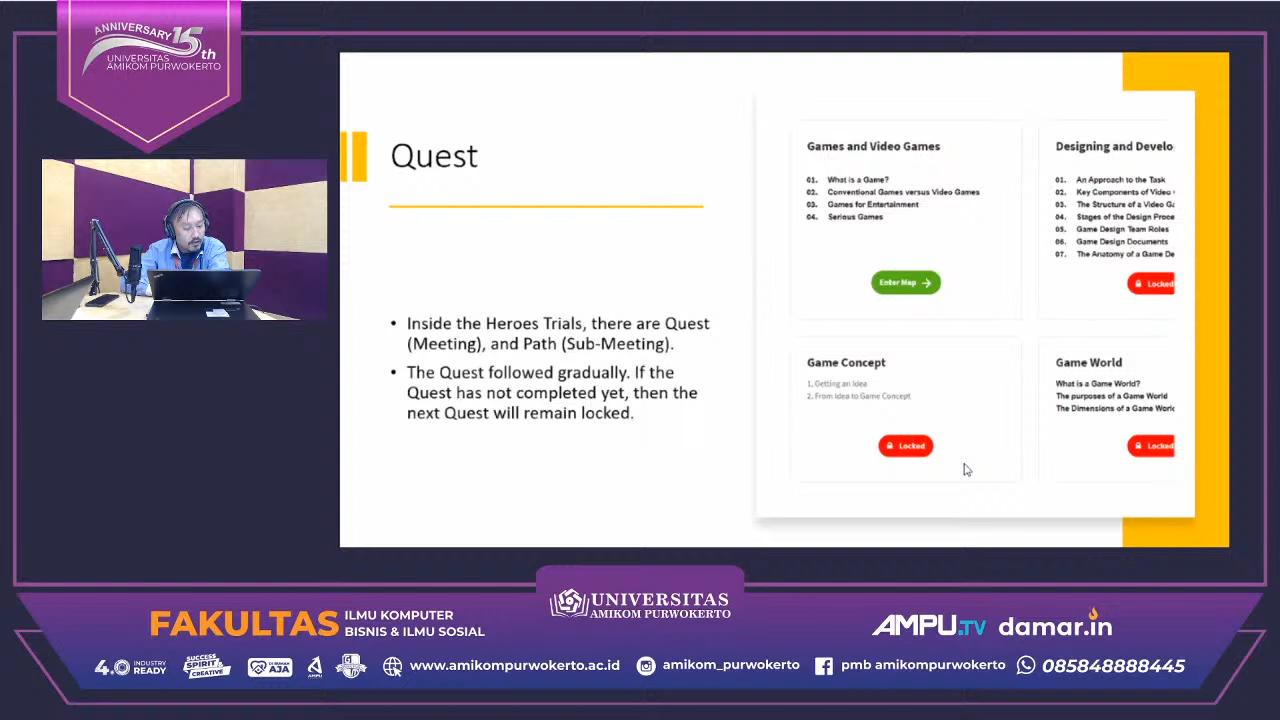 ANNIVERSARY 15th
UNIVERSITAS
AMIKOM PURWOKERTO
Quest
• Inside the Heroes Trials, there are Quest
(Meeting), and Path (Sub-Meeting).
• The Quest followed gradually. If the
Quest has not completed yet, then the
next Quest will remain locked.
Games and Video Games
01. What is a Game?
02. Conventional Games versus Video Games
03. Games for Entertainment
04. Serious Games
Enter Map
Designing and Develo
01. An Approach to the Task
02. Key Components of Video
03. The Structure of a Video Ga
04. Stages of the Design Proce
05. Game Design Team Roles
06. Game Design Documents
07. The Anatomy of a Game De
Locked
Game Concept
1. Getting an Idea
2. From Idea to Game Concept
Locked
Game World
What is a Game World?
The purposes of a Game World
The Dimensions of a Game World
Locked
UNIVERSITAS
AMIKOM PURWOKERTO
FAKULTAS ILMU KOMPUTER
BISNIS & ILMU SOSIAL
AMPU.TV damar.in
4.0 INDUSTRY READY
SUCCESS SPIRIT CREATIVE
DI RUMAH AJA
AMPU
www.amikompurwokerto.ac.id
amikom_purwokerto
pmb amikompurwokerto
085848888445